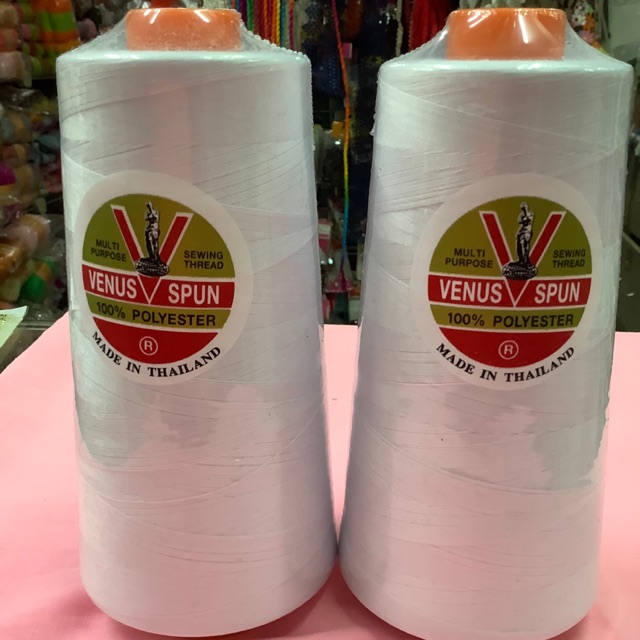 MULTI PURPOSE
SEWING THREAD
V
VENUS SPUN
100% POLYESTER
®
MADE IN THAILAND
MULTI PURPOSE
SEWING THREAD
V
VENUS SPUN
100% POLYESTER
®
MADE IN THAILAND